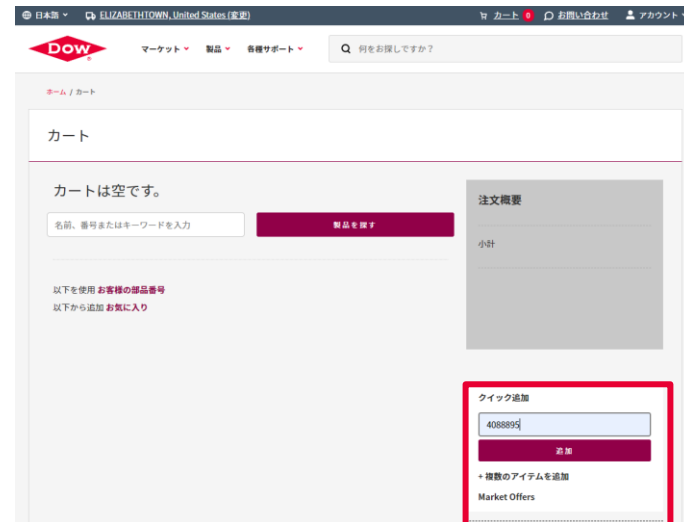 日本語 ELIZABETHTOWN, United States (変更) カート 0 お問い合わせ アカウント
DOW マーケット 製品 各種サポート 何をお探しですか？
ホーム / カート
カート
カートは空です。
名前、番号またはキーワードを入力 製品を探す
以下を使用 お客様の部品番号
以下から追加 お気に入り
注文概要
小計
クイック追加
4088895
追加
+ 複数のアイテムを追加
Market Offers